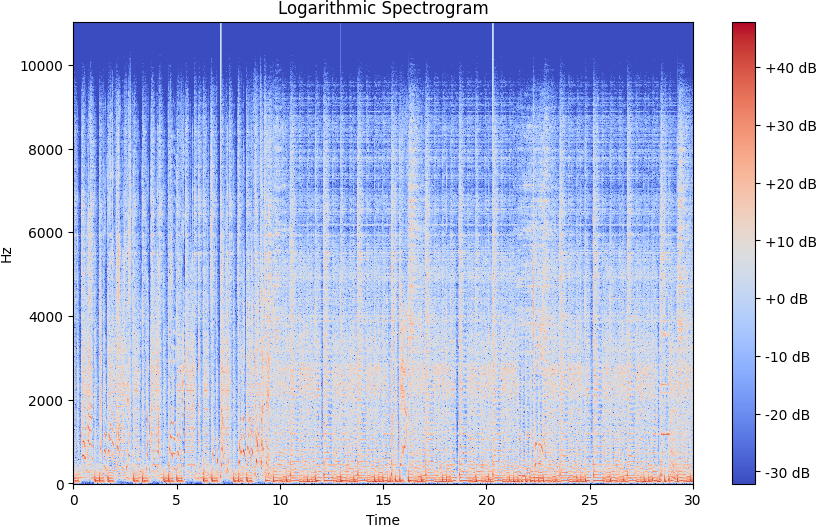 Logarithmic Spectrogram
10000
8000
6000
4000
2000
0
Hz
0 5 10 15 20 25 30
Time
+40 dB
+30 dB
+20 dB
+10 dB
+0 dB
-10 dB
-20 dB
-30 dB